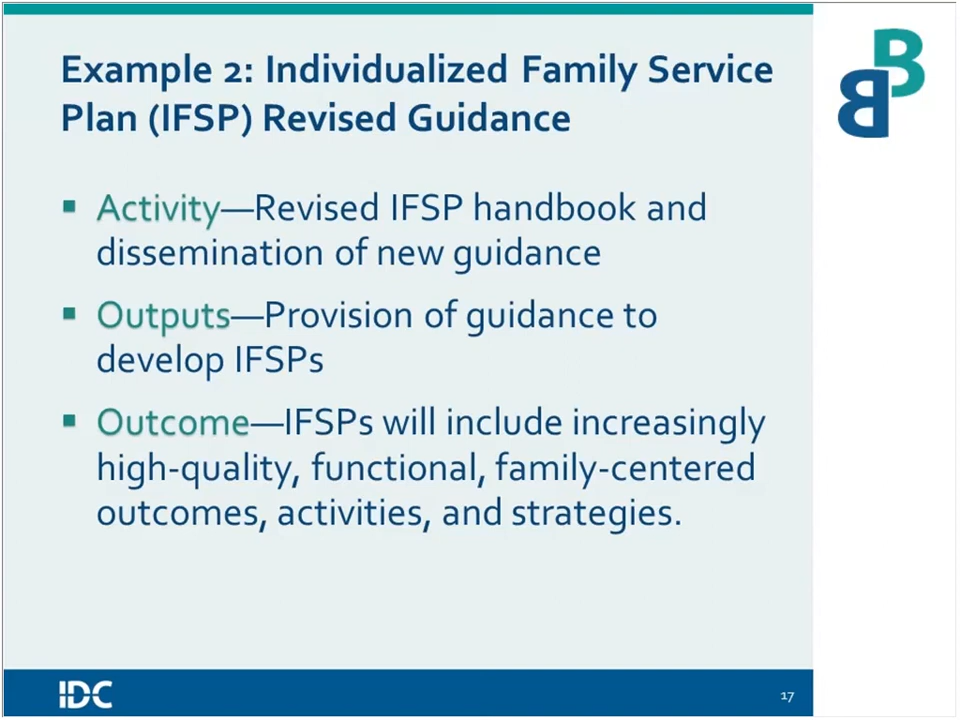 Example 2: Individualized Family Service
Plan (IFSP) Revised Guidance
BB
▪ Activity—Revised IFSP handbook and
dissemination of new guidance
▪ Outputs—Provision of guidance to
develop IFSPs
▪ Outcome—IFSPs will include increasingly
high-quality, functional, family-centered
outcomes, activities, and strategies.
IDC
17